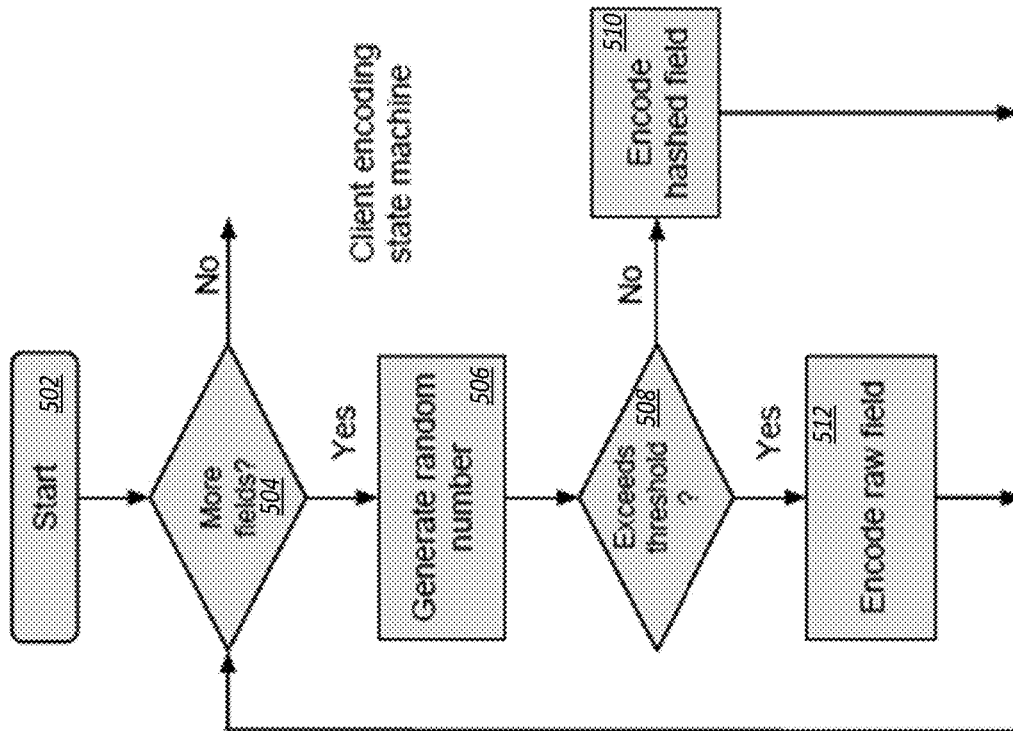 Start
502
More
fields?
504
No
Yes
Client encoding
state machine
Generate random
number
506
Exceeds
threshold
?
508
No
510
Encode
hashed field
Yes
512
Encode raw field